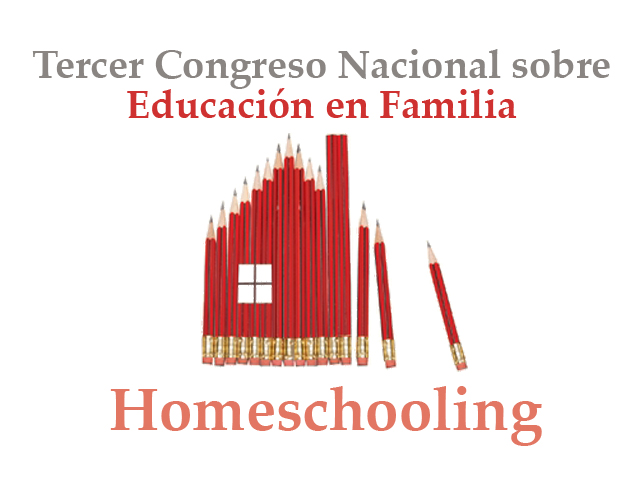 Tercer Congreso Nacional sobre
Educación en Familia
Homeschooling